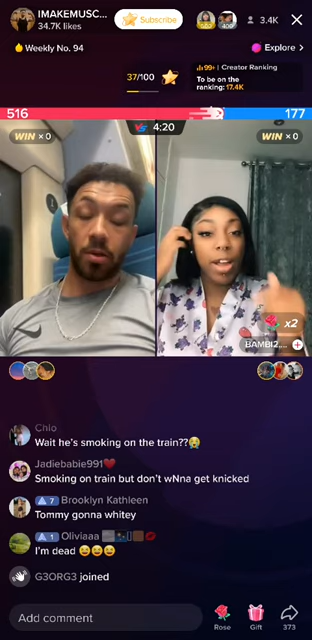 IMAKEMUSC...
34.7K likes
Subscribe
3.4K
Weekly No. 94
Explore >
37/100
99+ | Creator Ranking
To be on the
ranking: 17.4K
516
177
WIN × 0
VS 4:20
WIN × 0
x2
BAMBI2,...
Chlo
Wait he's smoking on the train??😭
Jadiebabie991❤️
Smoking on train but don't wNna get knicked
7 Brooklyn Kathleen
Tommy gonna whitey
1 Oliviaaa
I'm dead 😆😆😆
G3ORG3 joined
Add comment
Rose
Gift
373